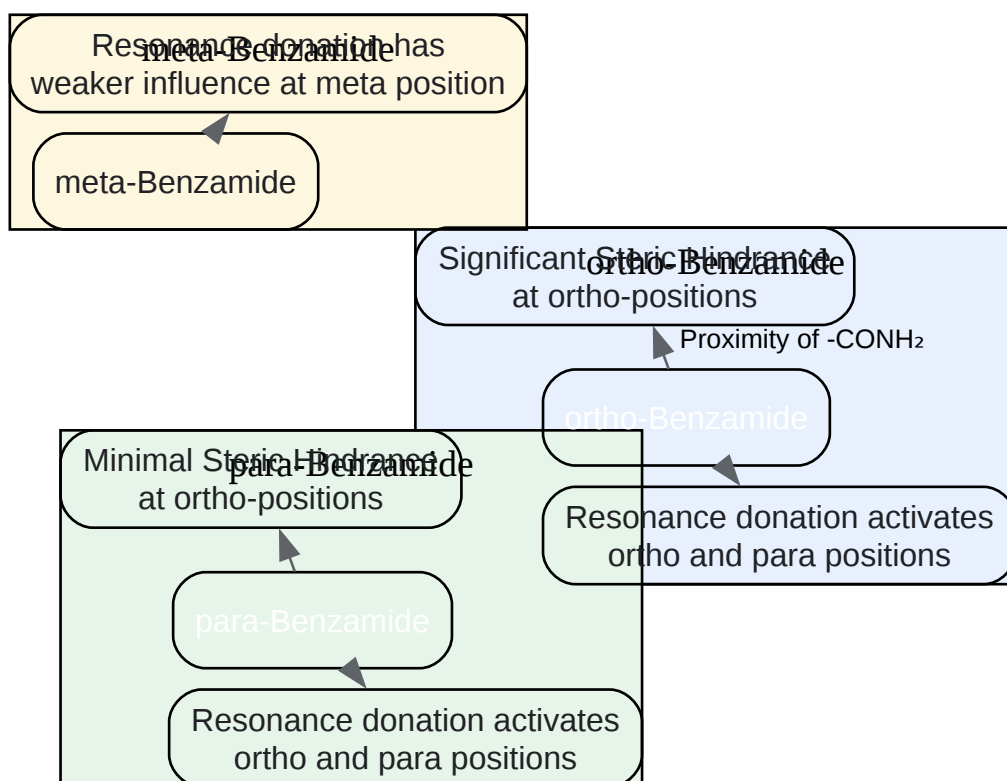 meta-Benzamide
Resonance donation has
weaker influence at meta position
meta-Benzamide
ortho-Benzamide
Significant Steric Hindrance
at ortho-positions
Proximity of -CONH₂
ortho-Benzamide
Resonance donation activates
ortho and para positions
para-Benzamide
Minimal Steric Hindrance
at ortho-positions
para-Benzamide
Resonance donation activates
ortho and para positions